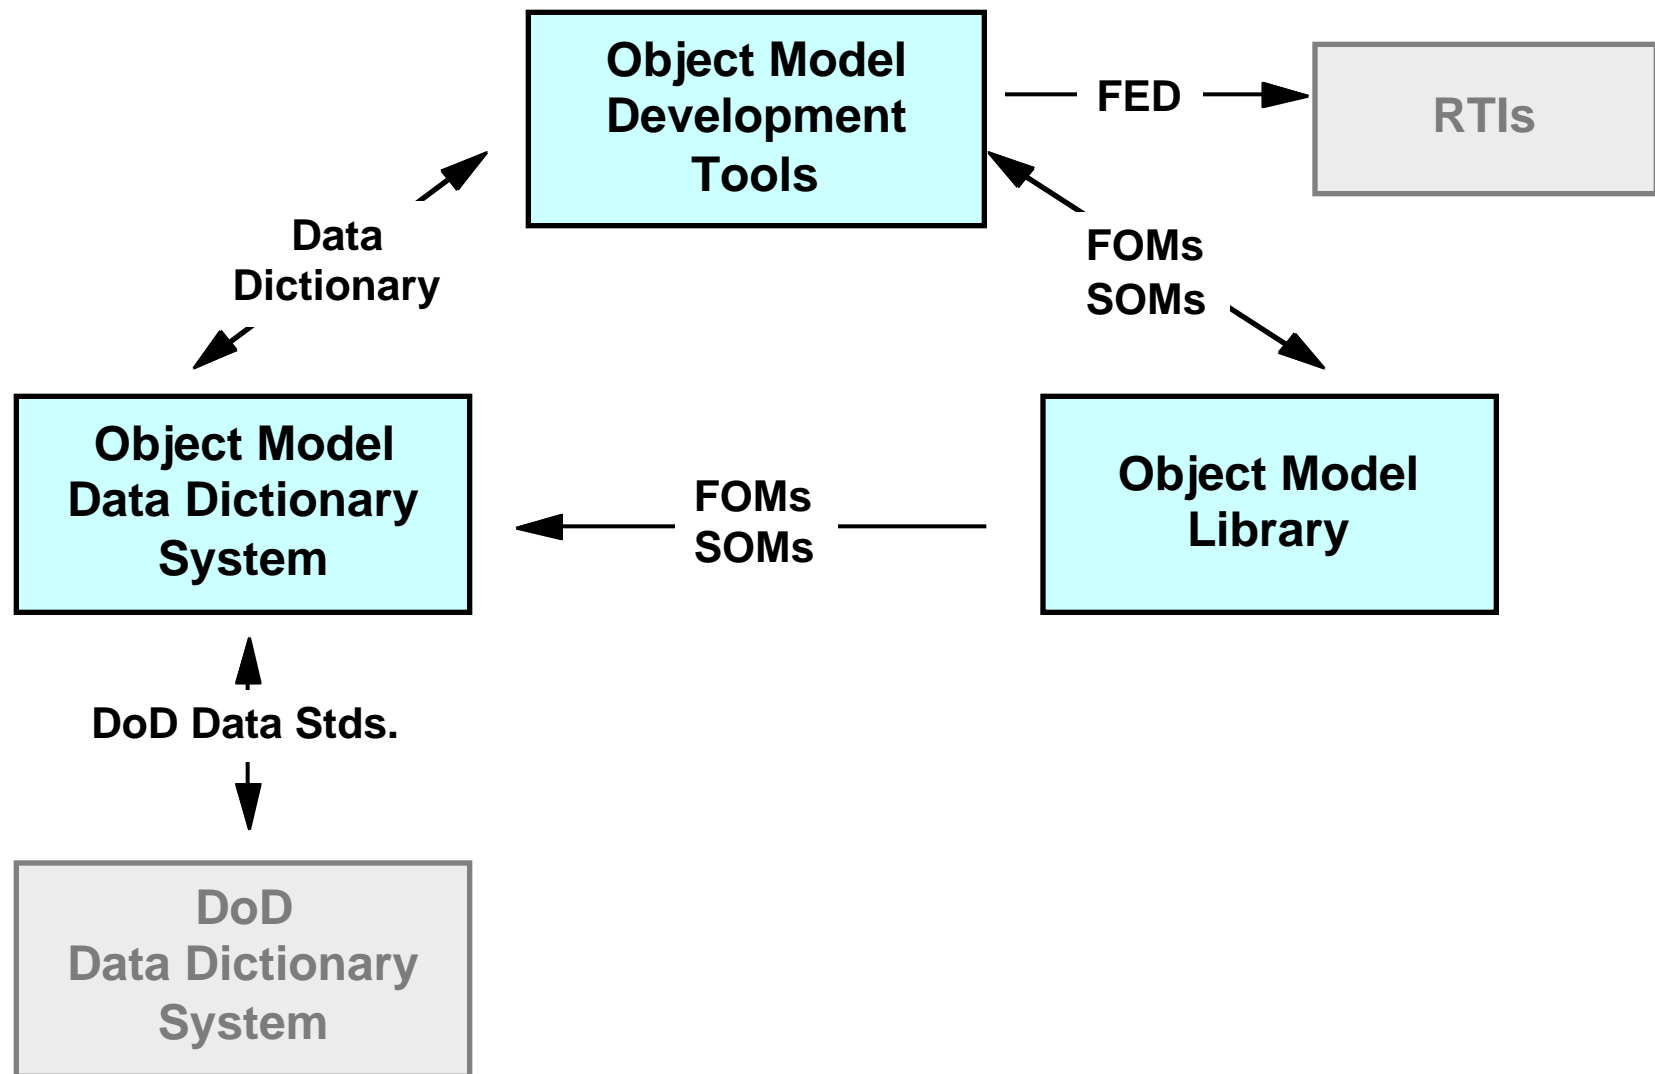 Object Model
Development
Tools
FED
RTIs
Data
Dictionary
FOMs
SOMs
Object Model
Data Dictionary
System
FOMs
SOMs
Object Model
Library
DoD Data Stds.
DoD
Data Dictionary
System